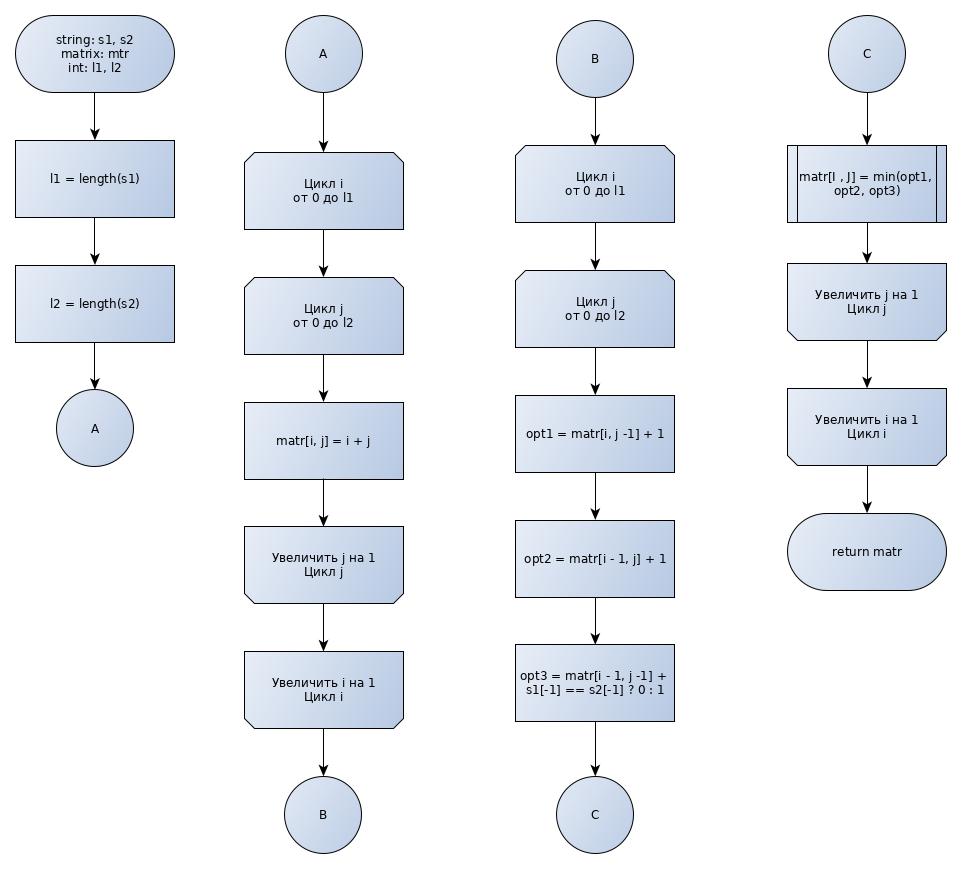 string: s1, s2
matrix: mtr
int: l1, l2
l1 = length(s1)
l2 = length(s2)
A
A
Цикл i
от 0 до l1
Цикл j
от 0 до l2
matr[i, j] = i + j
Увеличить j на 1
Цикл j
Увеличить i на 1
Цикл i
B
B
Цикл i
от 0 до l1
Цикл j
от 0 до l2
opt1 = matr[i, j -1] + 1
opt2 = matr[i - 1, j] + 1
opt3 = matr[i - 1, j -1] +
s1[-1] == s2[-1] ? 0 : 1
C
C
matr[I , J] = min(opt1,
opt2, opt3)
Увеличить j на 1
Цикл j
Увеличить i на 1
Цикл i
return matr